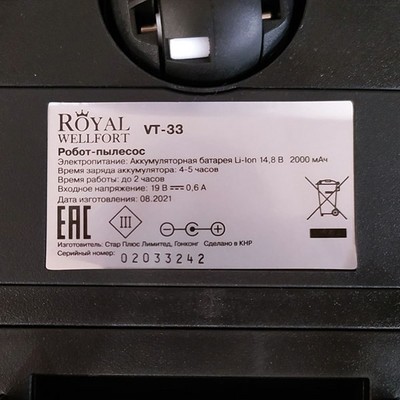 ROYAL
WELLFORT
VT-33
Робот-пылесос
Электропитание: Аккумуляторная батарея Li-Ion 14,8 В 2000 мАч
Время заряда аккумулятора: 4-5 часов
Время работы: до 2 часов
Входное напряжение: 19 В 0,6 А
Дата изготовления: 08.2021
EAC III
Изготовитель: Стар Плюс Лимитед, Гонконг Сделано в КНР
Серийный номер: 02033242